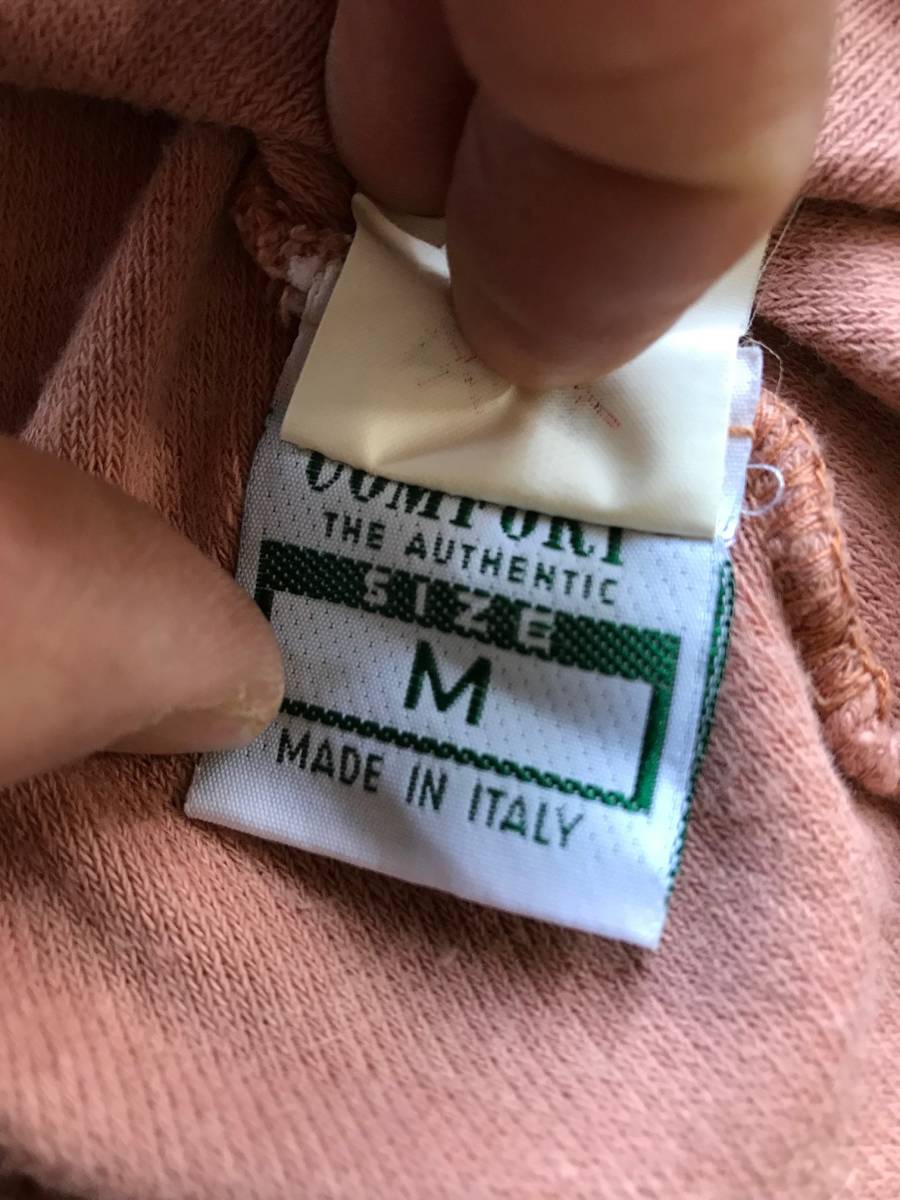 COMFORT
THE AUTHENTIC
SIZE
M
MADE IN ITALY